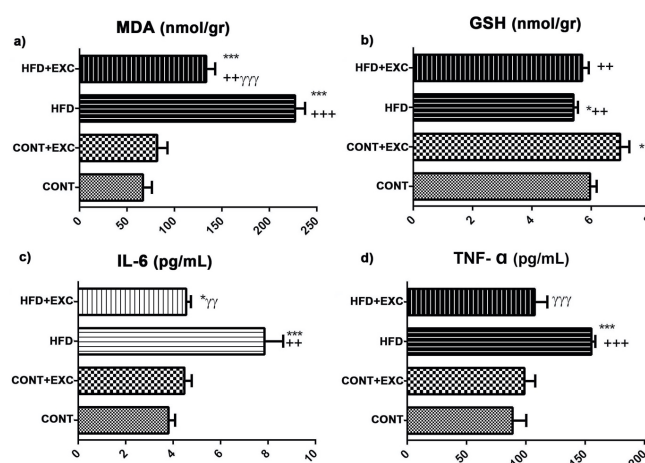 a)
MDA (nmol/gr)
HFD+EXC
***
++γγγ
HFD
***
+++
CONT+EXC
CONT
0 50 100 150 200 250
b)
GSH (nmol/gr)
HFD+EXC
++
HFD
*++
CONT+EXC
*
CONT
0 2 4 6 8
c)
IL-6 (pg/mL)
HFD+EXC
*γγ
HFD
***
++
CONT+EXC
CONT
0 2 4 6 8 10
d)
TNF- α (pg/mL)
HFD+EXC
γγγ
HFD
***
+++
CONT+EXC
CONT
0 50 100 150 200